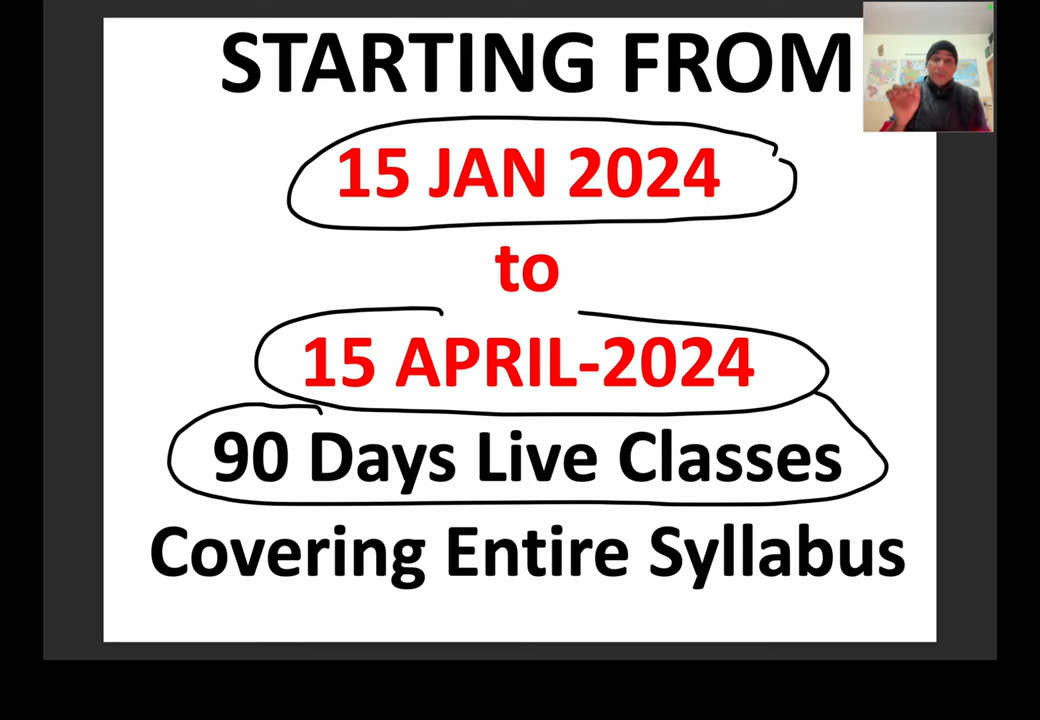 STARTING FROM
15 JAN 2024
to
15 APRIL-2024
90 Days Live Classes
Covering Entire Syllabus